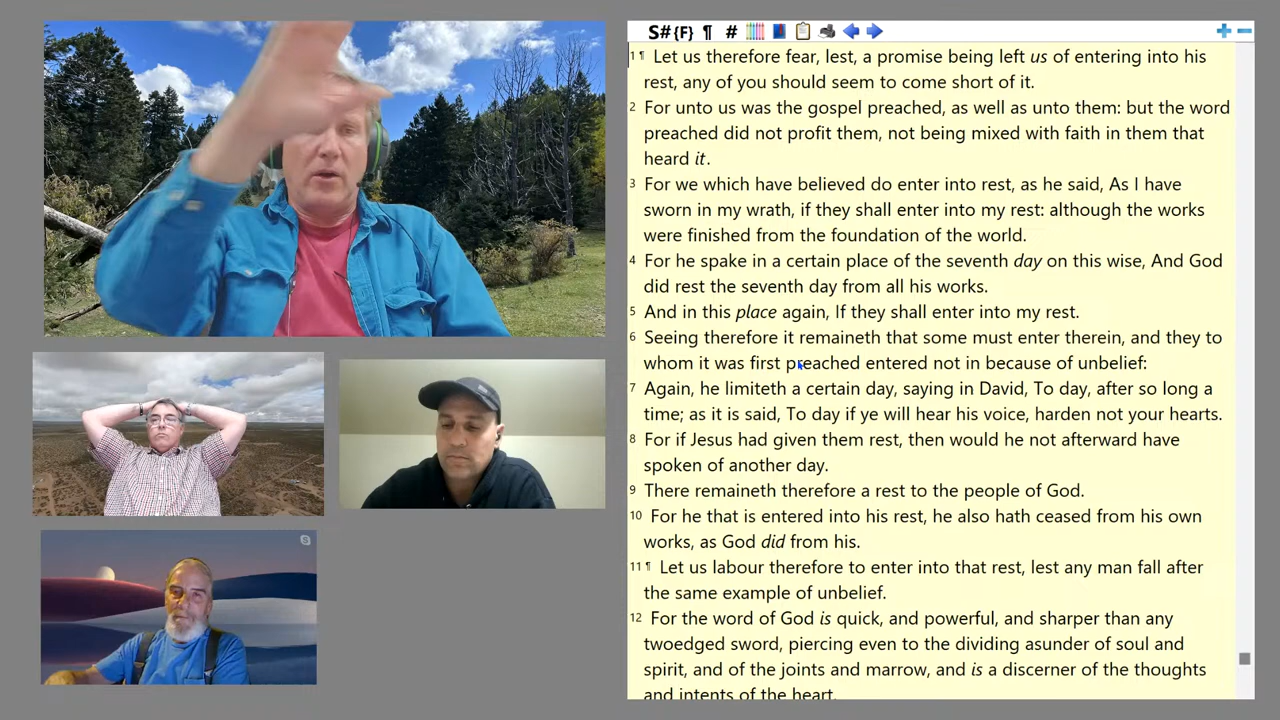 S#{F} ¶ #
1 ¶ Let us therefore fear, lest, a promise being left us of entering into his
rest, any of you should seem to come short of it.
2 For unto us was the gospel preached, as well as unto them: but the word
preached did not profit them, not being mixed with faith in them that
heard it.
3 For we which have believed do enter into rest, as he said, As I have
sworn in my wrath, if they shall enter into my rest: although the works
were finished from the foundation of the world.
4 For he spake in a certain place of the seventh day on this wise, And God
did rest the seventh day from all his works.
5 And in this place again, If they shall enter into my rest.
6 Seeing therefore it remaineth that some must enter therein, and they to
whom it was first preached entered not in because of unbelief:
7 Again, he limiteth a certain day, saying in David, To day, after so long a
time; as it is said, To day if ye will hear his voice, harden not your hearts.
8 For if Jesus had given them rest, then would he not afterward have
spoken of another day.
9 There remaineth therefore a rest to the people of God.
10 For he that is entered into his rest, he also hath ceased from his own
works, as God did from his.
11 ¶ Let us labour therefore to enter into that rest, lest any man fall after
the same example of unbelief.
12 For the word of God is quick, and powerful, and sharper than any
twoedged sword, piercing even to the dividing asunder of soul and
spirit, and of the joints and marrow, and is a discerner of the thoughts
and intents of the heart.